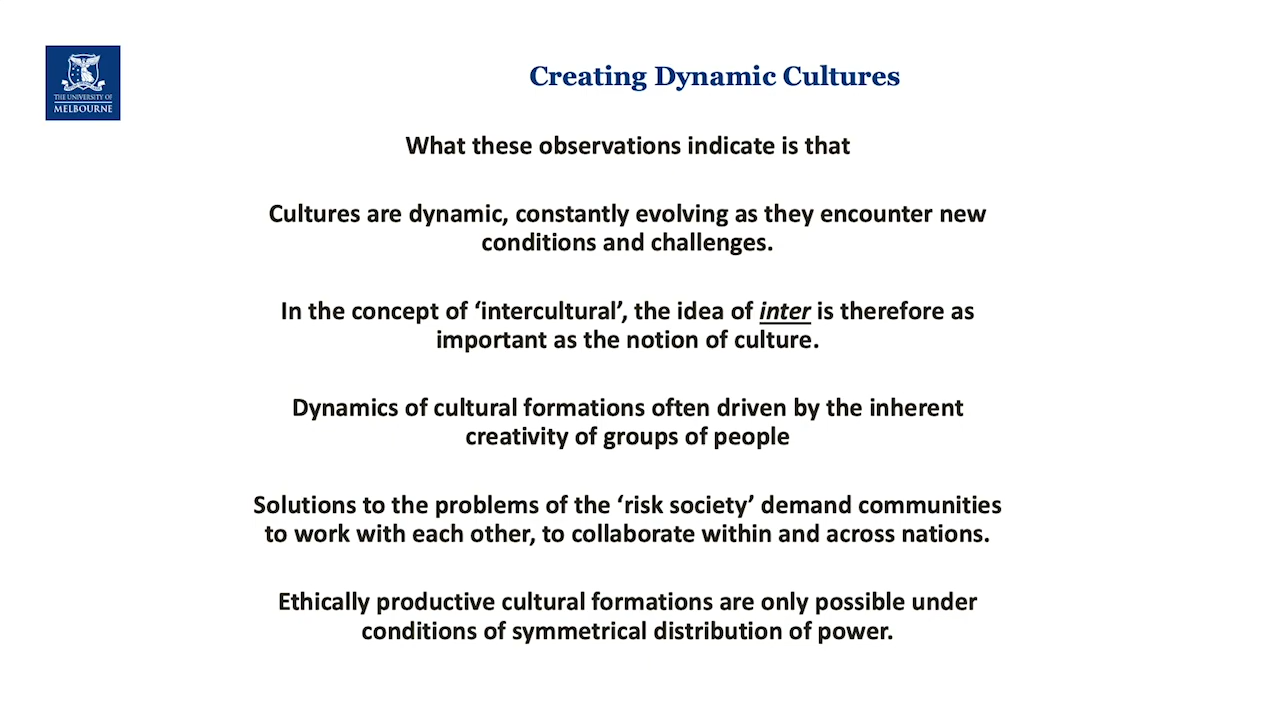 THE UNIVERSITY OF
MELBOURNE
Creating Dynamic Cultures
What these observations indicate is that
Cultures are dynamic, constantly evolving as they encounter new
conditions and challenges.
In the concept of ‘intercultural’, the idea of inter is therefore as
important as the notion of culture.
Dynamics of cultural formations often driven by the inherent
creativity of groups of people
Solutions to the problems of the ‘risk society’ demand communities
to work with each other, to collaborate within and across nations.
Ethically productive cultural formations are only possible under
conditions of symmetrical distribution of power.